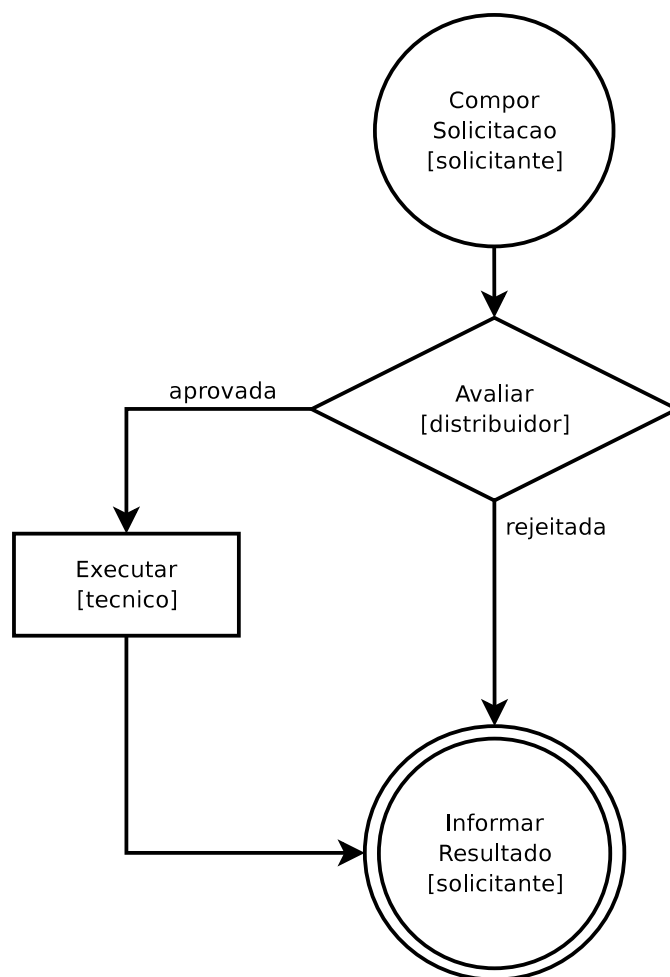 Compor
Solicitacao
[solicitante]
aprovada
Avaliar
[distribuidor]
rejeitada
Executar
[tecnico]
Informar
Resultado
[solicitante]